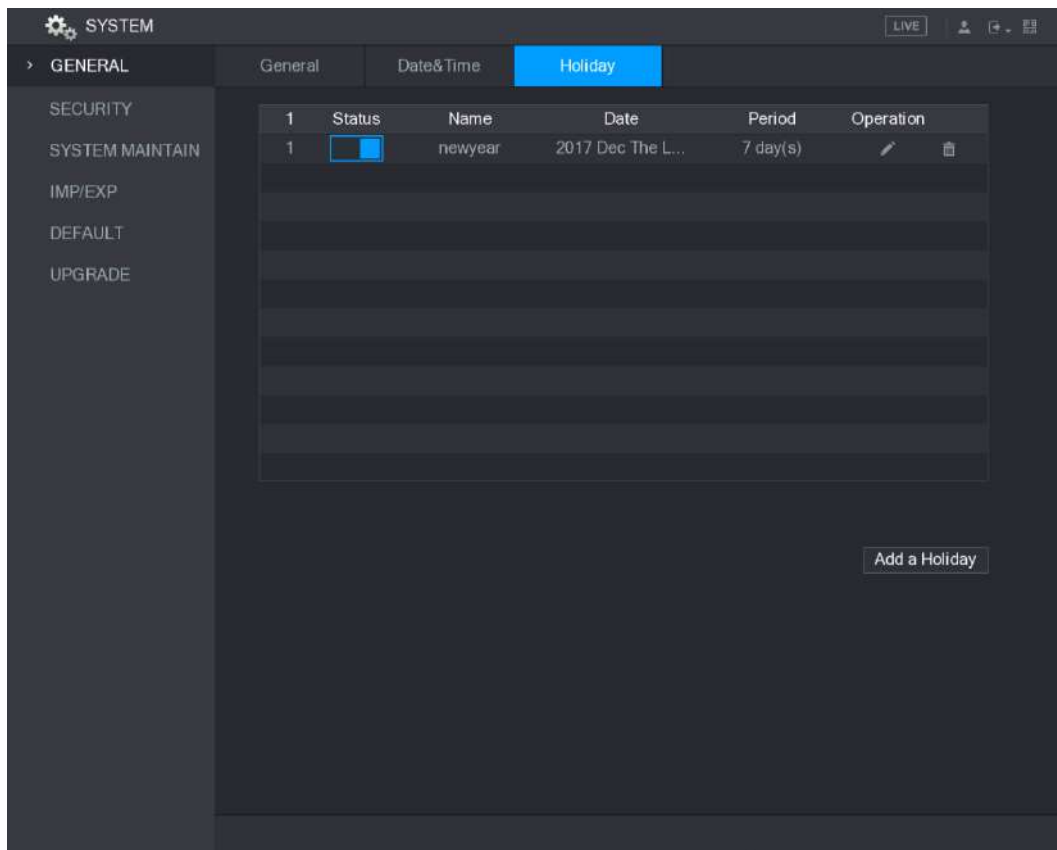 SYSTEM LIVE
GENERAL General Date&Time Holiday
SECURITY
1 Status Name Date Period Operation
SYSTEM MAINTAIN
1 newyear 2017 Dec The L... 7 day(s)
IMP/EXP
DEFAULT
UPGRADE
Add a Holiday